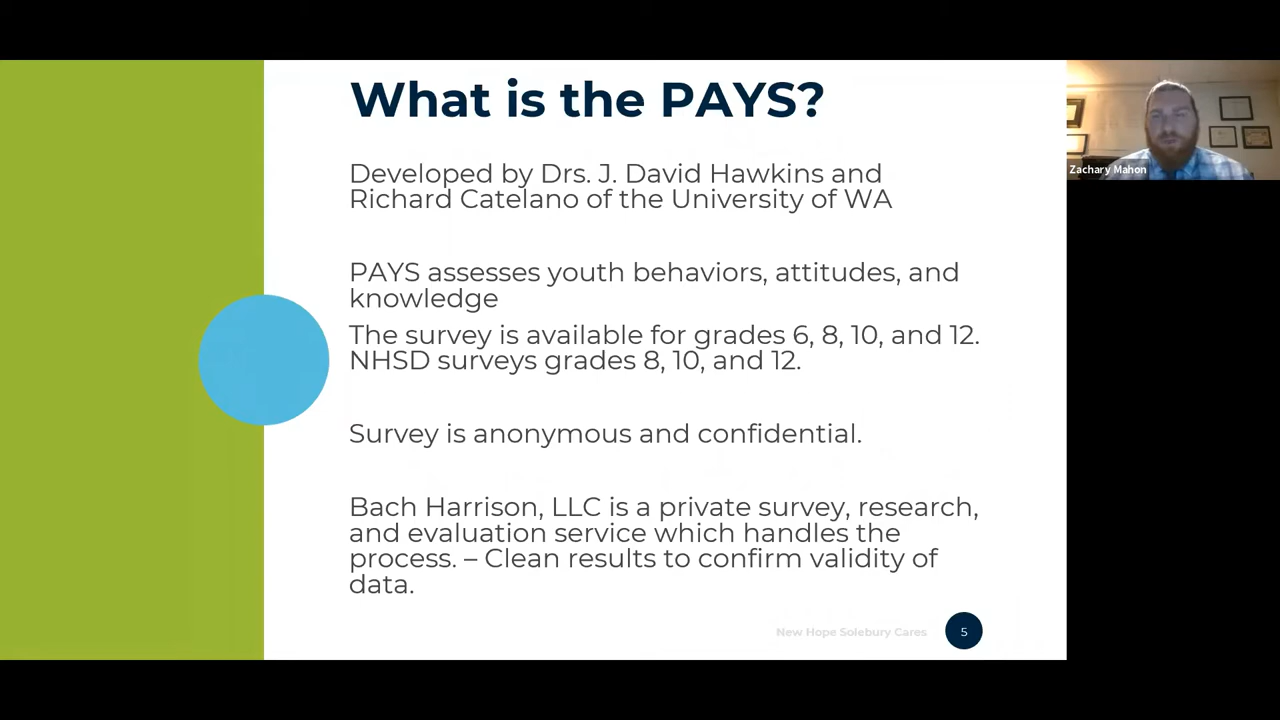 What is the PAYS?
Developed by Drs. J. David Hawkins and
Richard Catelano of the University of WA
PAYS assesses youth behaviors, attitudes, and
knowledge
The survey is available for grades 6, 8, 10, and 12.
NHSD surveys grades 8, 10, and 12.
Survey is anonymous and confidential.
Bach Harrison, LLC is a private survey, research,
and evaluation service which handles the
process. – Clean results to confirm validity of
data.
New Hope Solebury Cares
5
Zachary Mahon